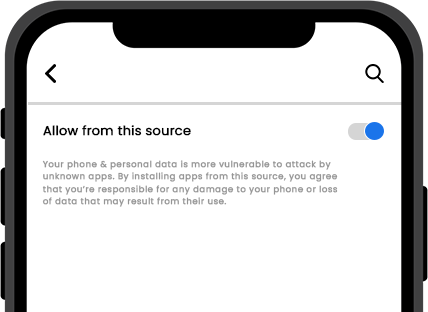 Allow from this source
Your phone & personal data is more vulnerable to attack by
unknown apps. By installing apps from this source, you agree
that you're responsible for any damage to your phone or loss
of data that may result from their use.